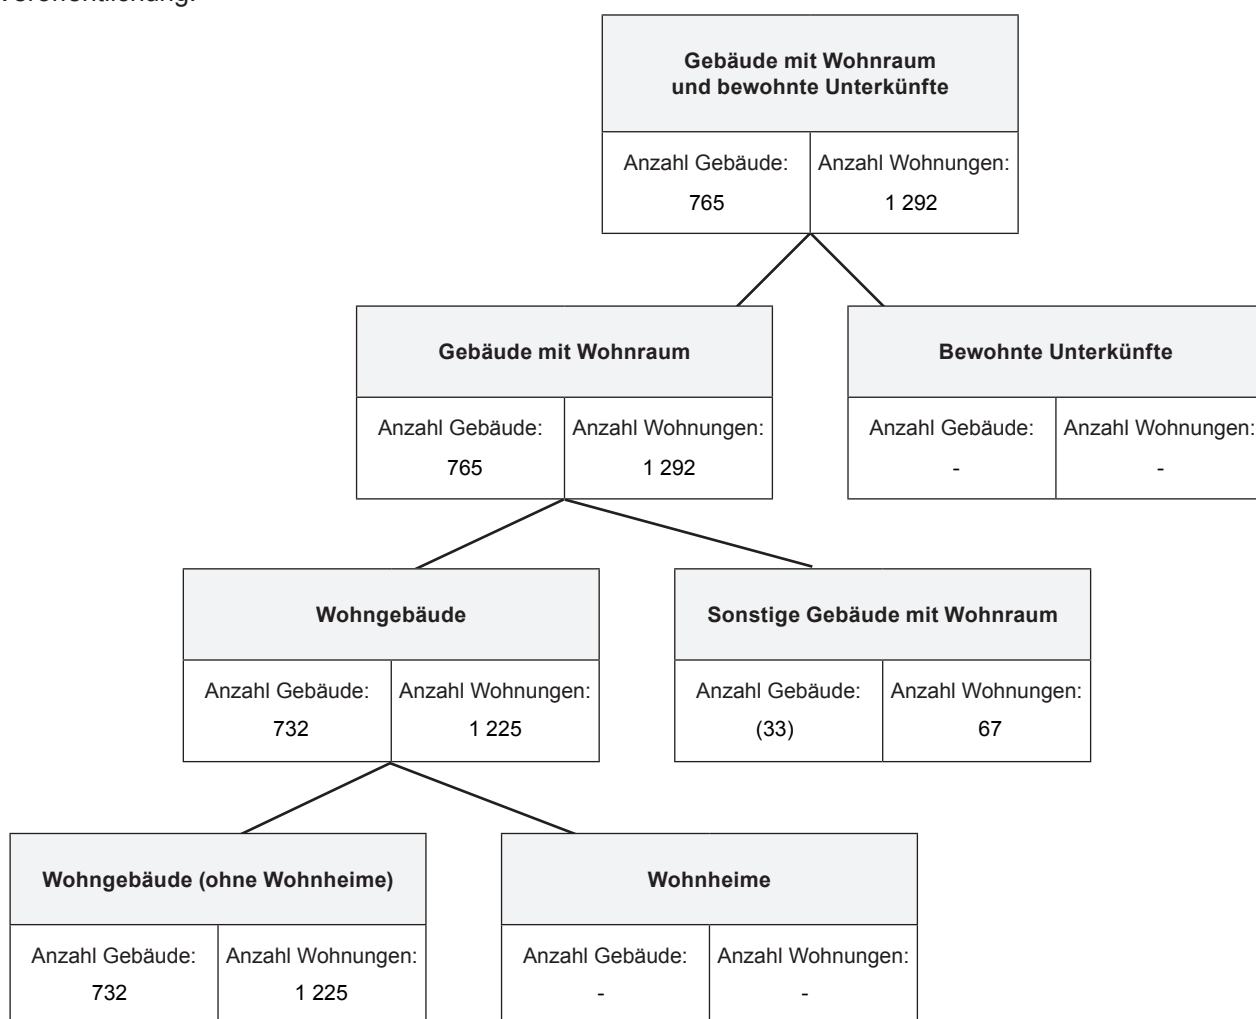 Veröffentlichung.
Gebäude mit Wohnraum
und bewohnte Unterkünfte
Anzahl Gebäude: Anzahl Wohnungen:
765 1 292
Gebäude mit Wohnraum
Anzahl Gebäude: Anzahl Wohnungen:
765 1 292
Bewohnte Unterkünfte
Anzahl Gebäude: Anzahl Wohnungen:
- -
Wohngebäude
Anzahl Gebäude: Anzahl Wohnungen:
732 1 225
Sonstige Gebäude mit Wohnraum
Anzahl Gebäude: Anzahl Wohnungen:
(33) 67
Wohngebäude (ohne Wohnheime)
Anzahl Gebäude: Anzahl Wohnungen:
732 1 225
Wohnheime
Anzahl Gebäude: Anzahl Wohnungen:
- -